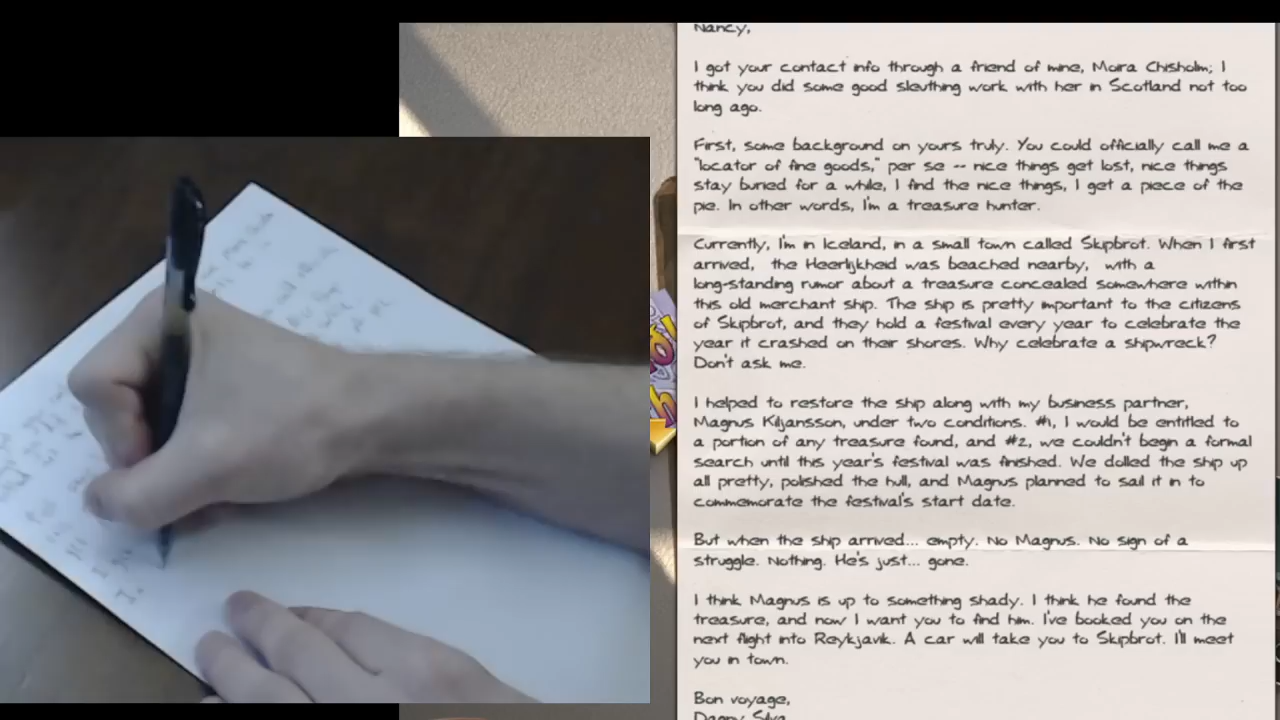 Nancy,
I got your contact info through a friend of mine, Moira Chisholm; I
think you did some good sleuthing work with her in Scotland not too
long ago.
First, some background on yours truly. You could officially call me a
"locator of fine goods," per se -- nice things get lost, nice things
stay buried for a while, I find the nice things, I get a piece of the
pie. In other words, I'm a treasure hunter.
Currently, I'm in Iceland, in a small town called Skipbrot. When I first
arrived, the Heerlijkheid was beached nearby, with a
long-standing rumor about a treasure concealed somewhere within
this old merchant ship. The ship is pretty important to the citizens
of Skipbrot, and they hold a festival every year to celebrate the
year it crashed on their shores. Why celebrate a shipwreck?
Don't ask me.
I helped to restore the ship along with my business partner,
Magnus Kiljansson, under two conditions. #1, I would be entitled to
a portion of any treasure found, and #2, we couldn't begin a formal
search until this year's festival was finished. We dolled the ship up
all pretty, polished the hull, and Magnus planned to sail it in to
commemorate the festival's start date.
But when the ship arrived... empty. No Magnus. No sign of a
struggle. Nothing. He's just... gone.
I think Magnus is up to something shady. I think he found the
treasure, and now I want you to find him. I've booked you on the
next flight into Reykjavik. A car will take you to Skipbrot. I'll meet
you in town.
Bon voyage,
Dagny Silva